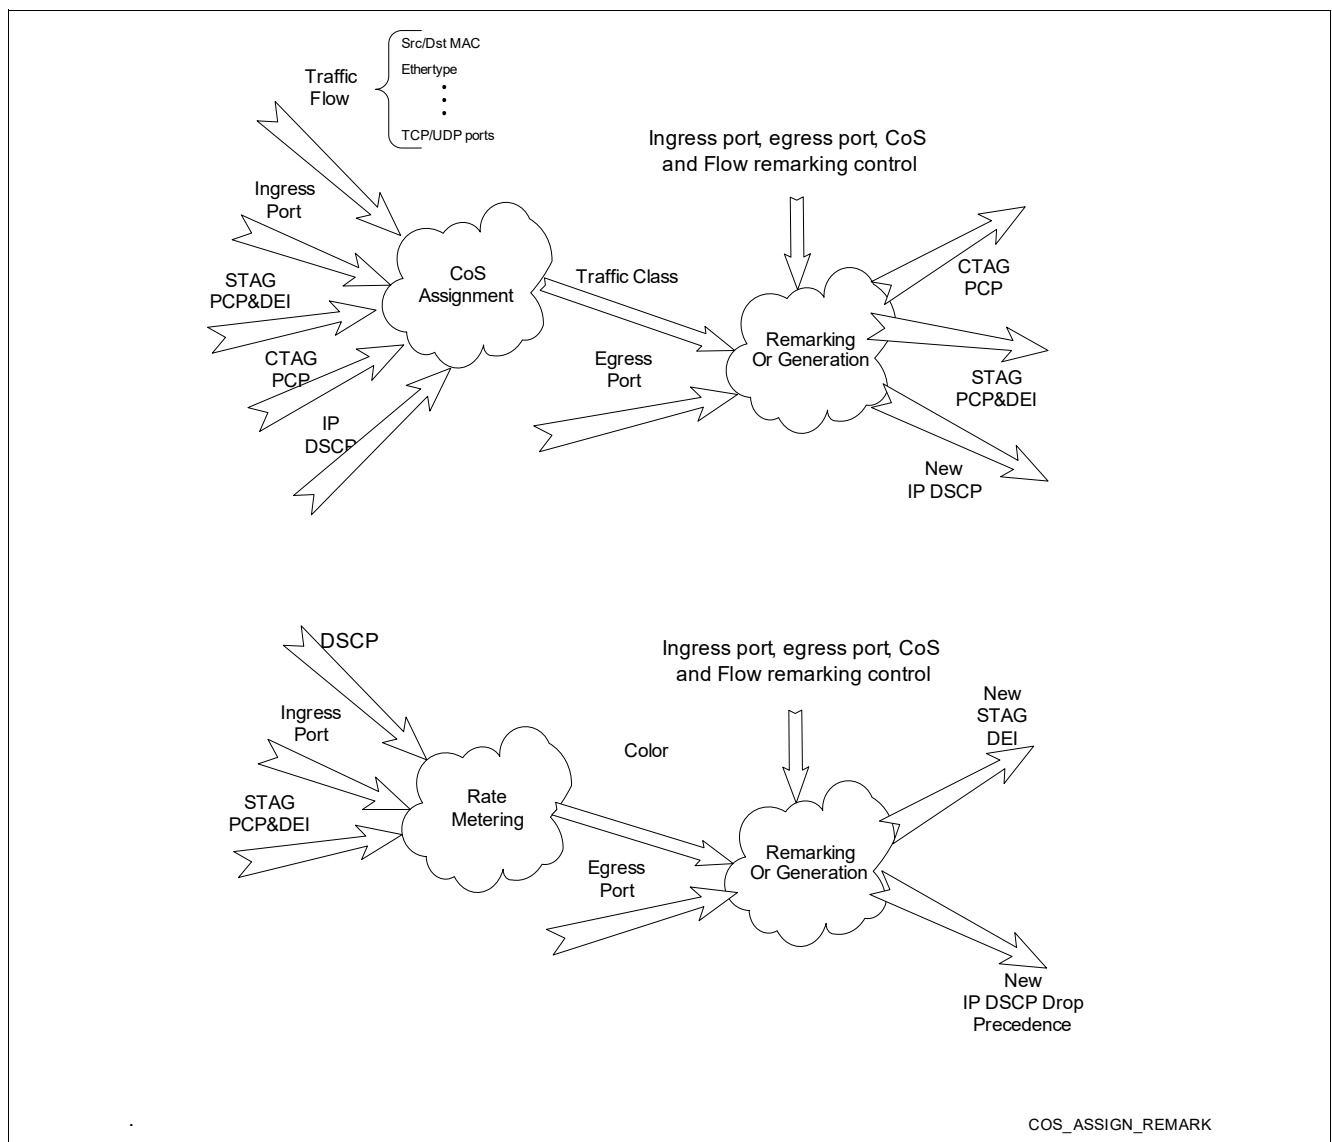 Src/Dst MAC
Ethertype
Traffic
Flow
TCP/UDP ports
Ingress port, egress port, CoS
and Flow remarking control
Ingress
Port
STAG
PCP&DEI
CoS
Assignment
Traffic Class
CTAG
PCP
CTAG
PCP
Egress
Port
Remarking
Or Generation
STAG
PCP&DEI
IP
DSCP
New
IP DSCP
DSCP
Ingress port, egress port, CoS
and Flow remarking control
Ingress
Port
Color
New
STAG
DEI
STAG
PCP&DEI
Rate
Metering
Egress
Port
Remarking
Or Generation
New
IP DSCP Drop
Precedence
COS_ASSIGN_REMARK